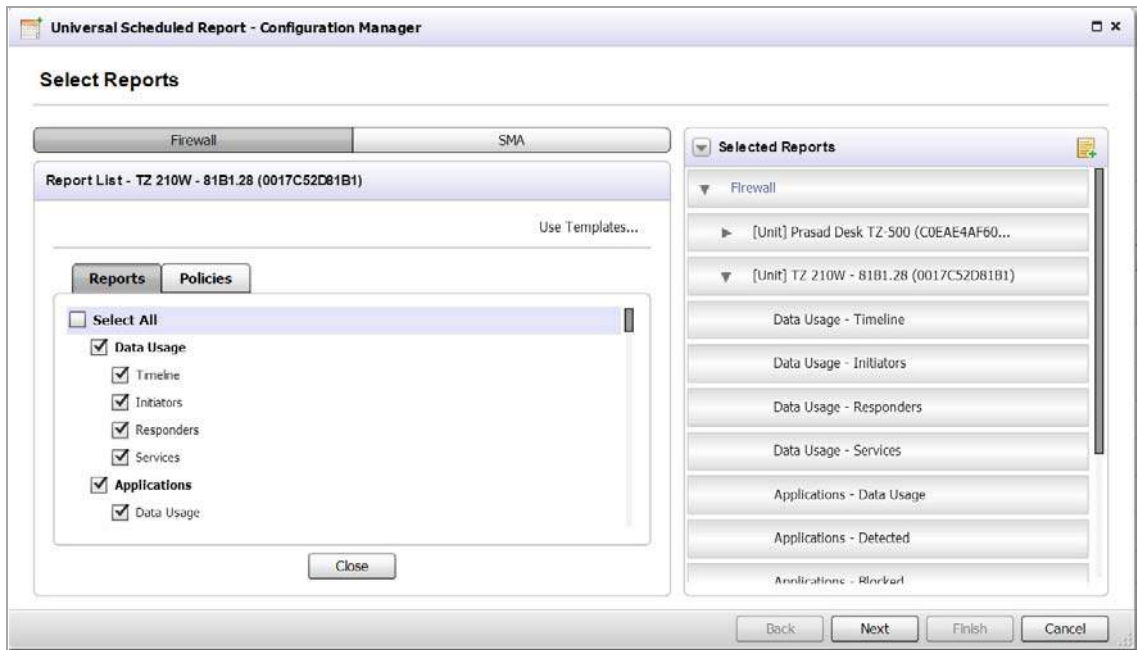 Universal Scheduled Report - Configuration Manager
Select Reports
Firewall
SMA
Report List - TZ 210W - 81B1.28 (0017C52D81B1)
Use Templates...
Reports
Policies
Select All
Data Usage
Timeline
Initiators
Responders
Services
Applications
Data Usage
Close
Selected Reports
Firewall
[Unit] Prasad Desk TZ-500 (C0EAE4AF60...
[Unit] TZ 210W - 81B1.28 (0017C52D81B1)
Data Usage - Timeline
Data Usage - Initiators
Data Usage - Responders
Data Usage - Services
Applications - Data Usage
Applications - Detected
Applications - Blocked
Back
Next
Finish
Cancel